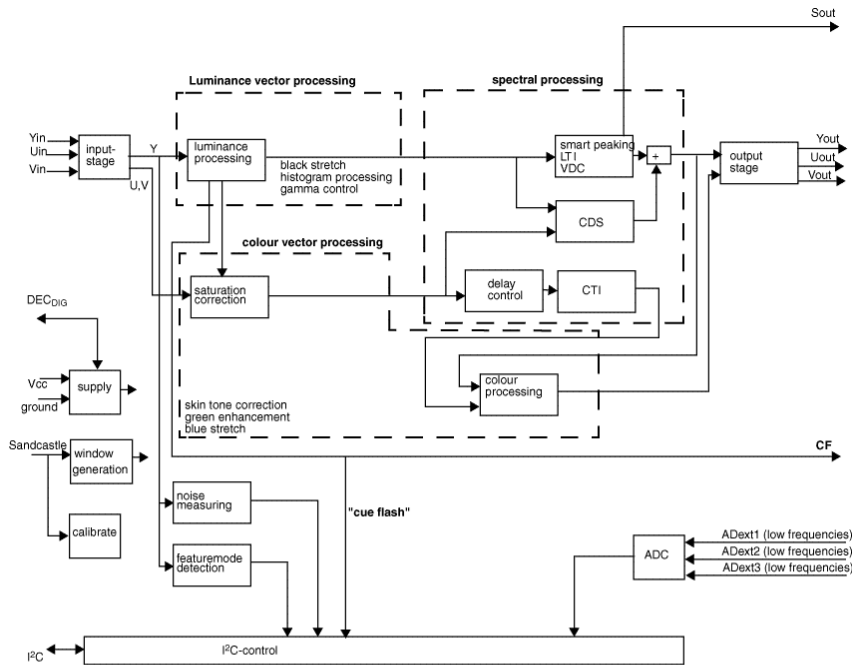 Sout
Luminance vector processing
spectral processing
Yin
Uin
Vin
input-
stage
Y
U,V
luminance
processing
black stretch
histogram processing
gamma control
smart peaking
LTI
VDC
+
output
stage
Yout
Uout
Vout
CDS
colour vector processing
saturation
correction
delay
control
CTI
DECDIG
Vcc
ground
supply
colour
processing
skin tone correction
green enhancement
blue stretch
Sandcastle
window
generation
CF
calibrate
noise
measuring
"cue flash"
featuremode
detection
ADC
ADext1 (low frequencies)
ADext2 (low frequencies)
ADext3 (low frequencies)
I²C
I²C-control